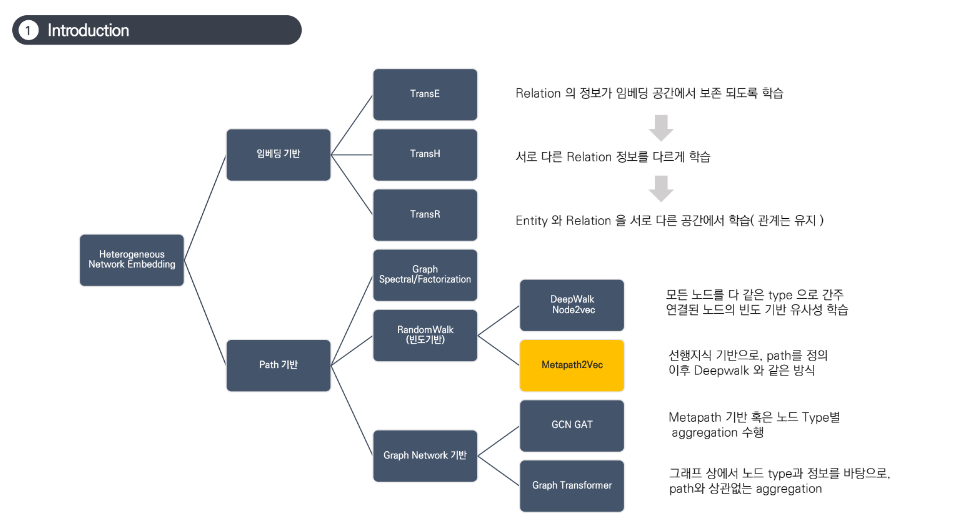 1 Introduction
TransE
Relation 의 정보가 임베딩 공간에서 보존 되도록 학습
임베딩 기반
TransH
서로 다른 Relation 정보를 다르게 학습
TransR
Entity 와 Relation 을 서로 다른 공간에서 학습( 관계는 유지 )
Heterogeneous
Network Embedding
Graph
Spectral/Factorization
Path 기반
RandomWalk
(빈도기반)
DeepWalk
Node2vec
모든 노드를 다 같은 type 으로 간주
연결된 노드의 빈도 기반 유사성 학습
Metapath2Vec
선행지식 기반으로, path를 정의
이후 Deepwalk 와 같은 방식
Graph Network 기반
GCN GAT
Metapath 기반 혹은 노드 Type별
aggregation 수행
Graph Transformer
그래프 상에서 노드 type과 정보를 바탕으로,
path와 상관없는 aggregation